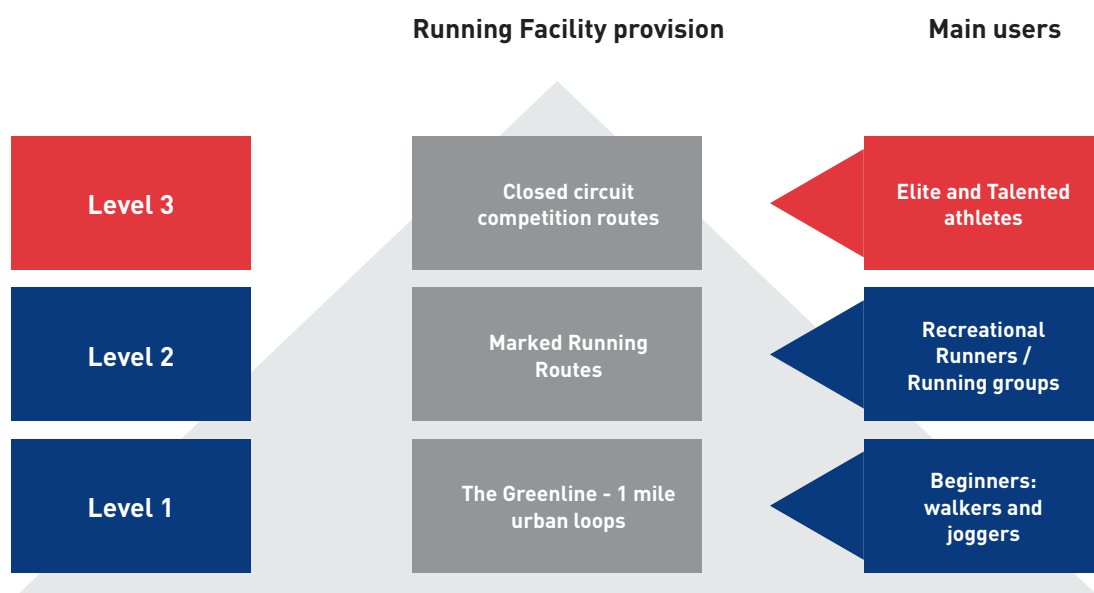 Running Facility provision
Main users
Level 3
Closed circuit
competition routes
Elite and Talented
athletes
Level 2
Marked Running
Routes
Recreational
Runners /
Running groups
Level 1
The Greenline - 1 mile
urban loops
Beginners:
walkers and
joggers